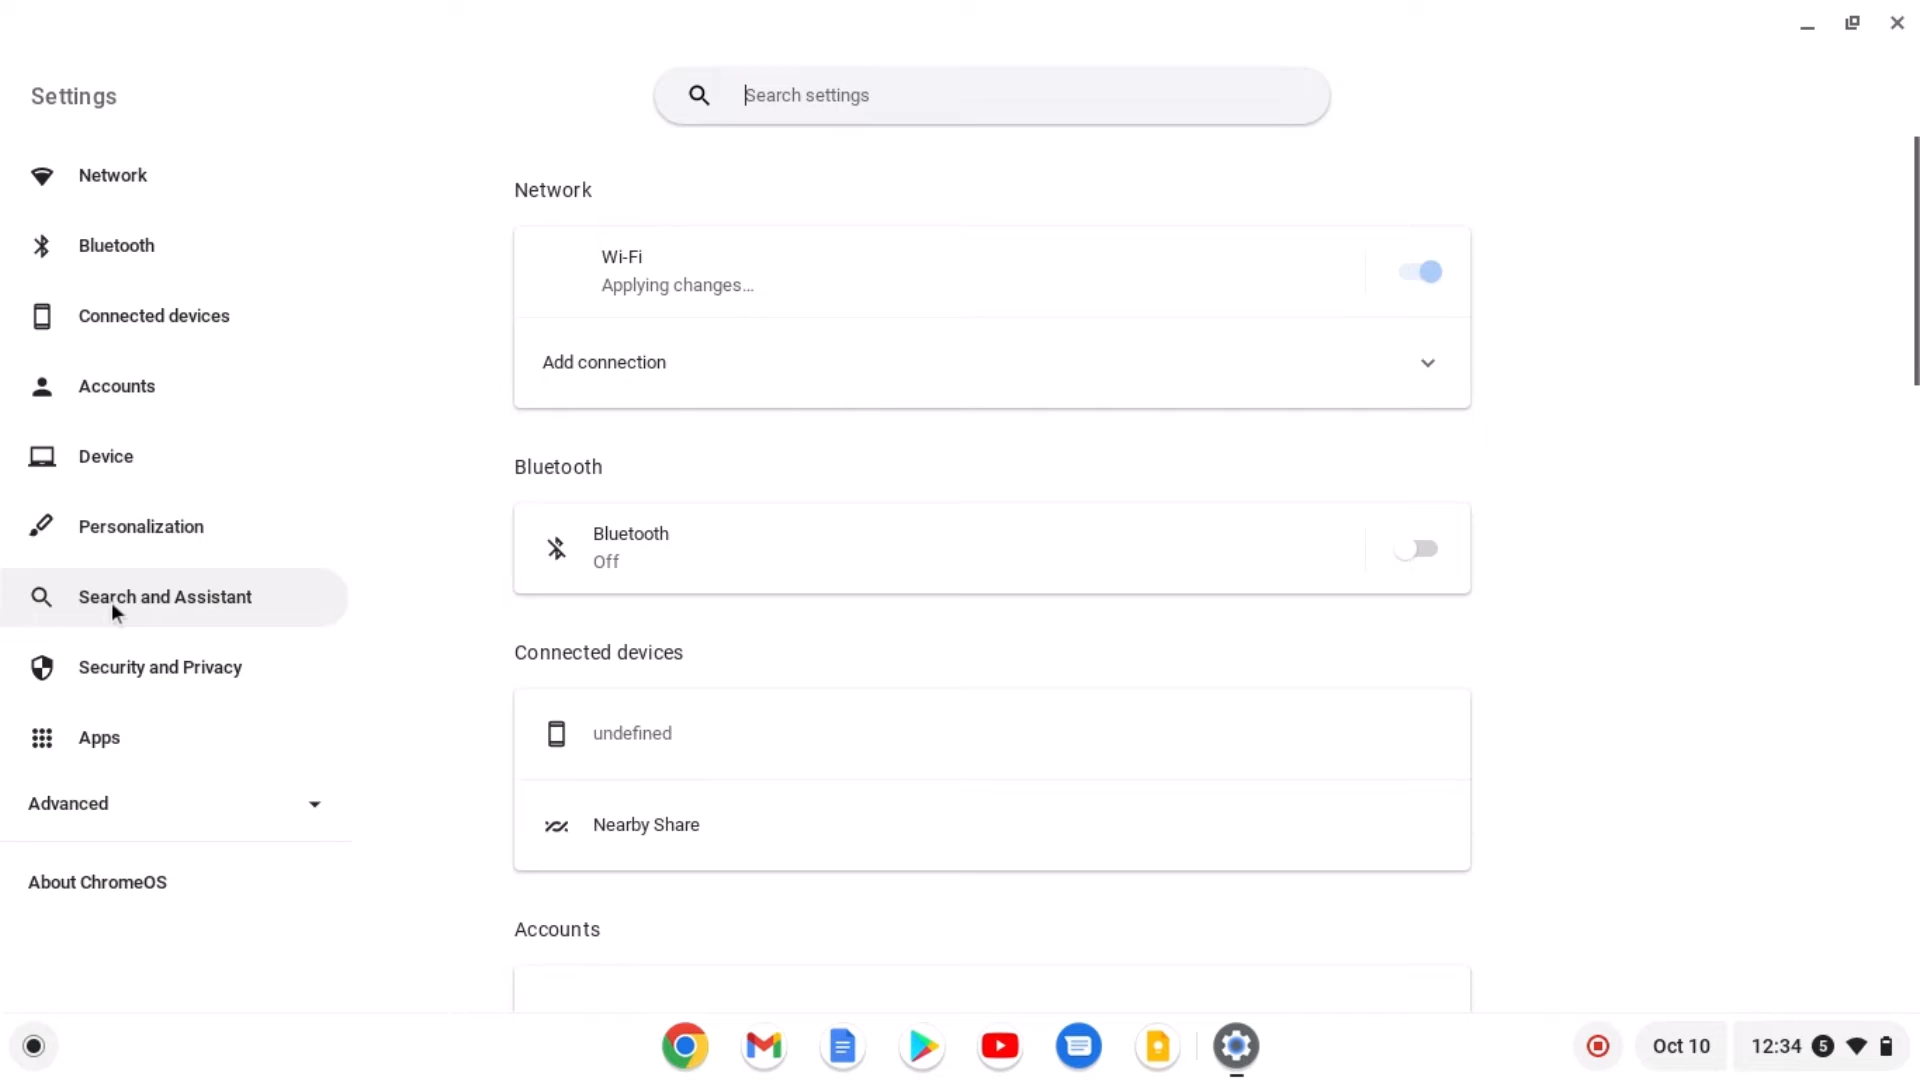 Settings
Search settings
Network
Bluetooth
Connected devices
Accounts
Device
Personalization
Search and Assistant
Security and Privacy
Apps
Advanced
About ChromeOS
Network
Wi-Fi
Applying changes...
Add connection
Bluetooth
Bluetooth
Off
Connected devices
undefined
Nearby Share
Accounts
Oct 10
12:34 5